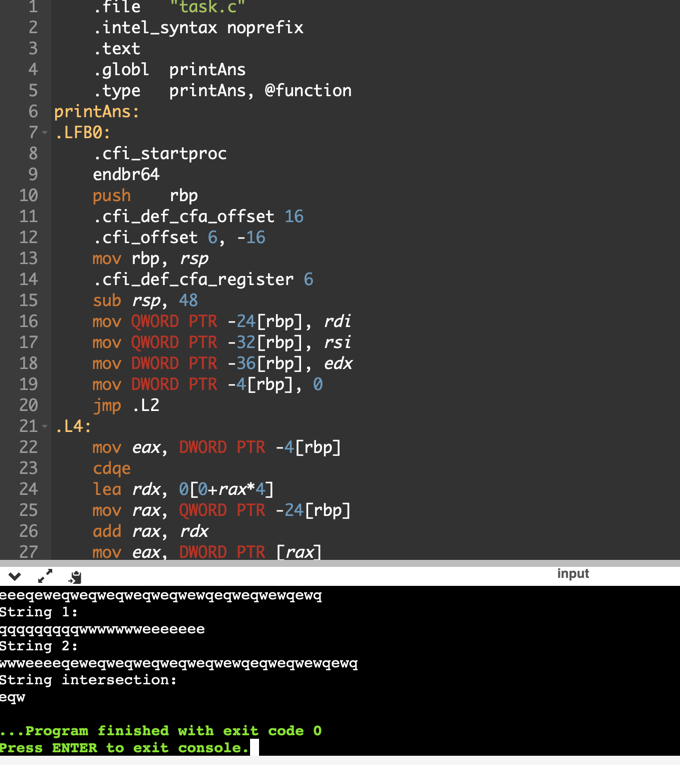 1 .file "task.c"
2 .intel_syntax noprefix
3 .text
4 .globl printAns
5 .type printAns, @function
6 printAns:
7 .LFB0:
8 .cfi_startproc
9 endbr64
10 push rbp
11 .cfi_def_cfa_offset 16
12 .cfi_offset 6, -16
13 mov rbp, rsp
14 .cfi_def_cfa_register 6
15 sub rsp, 48
16 mov QWORD PTR -24[rbp], rdi
17 mov QWORD PTR -32[rbp], rsi
18 mov DWORD PTR -36[rbp], edx
19 mov DWORD PTR -4[rbp], 0
20 jmp .L2
21 .L4:
22 mov eax, DWORD PTR -4[rbp]
23 cdqe
24 lea rdx, 0[0+rax*4]
25 mov rax, QWORD PTR -24[rbp]
26 add rax, rdx
27 mov eax, DWORD PTR [rax]
input
eeeqeweqweqweqweqweqwewqeqweqwewqewq
String 1:
qqqqqqqqqwwwwwwweeeeeee
String 2:
wwweeeeqeweqweqweqweqweqwewqeqweqwewqewq
String intersection:
eqw
...Program finished with exit code 0
Press ENTER to exit console.